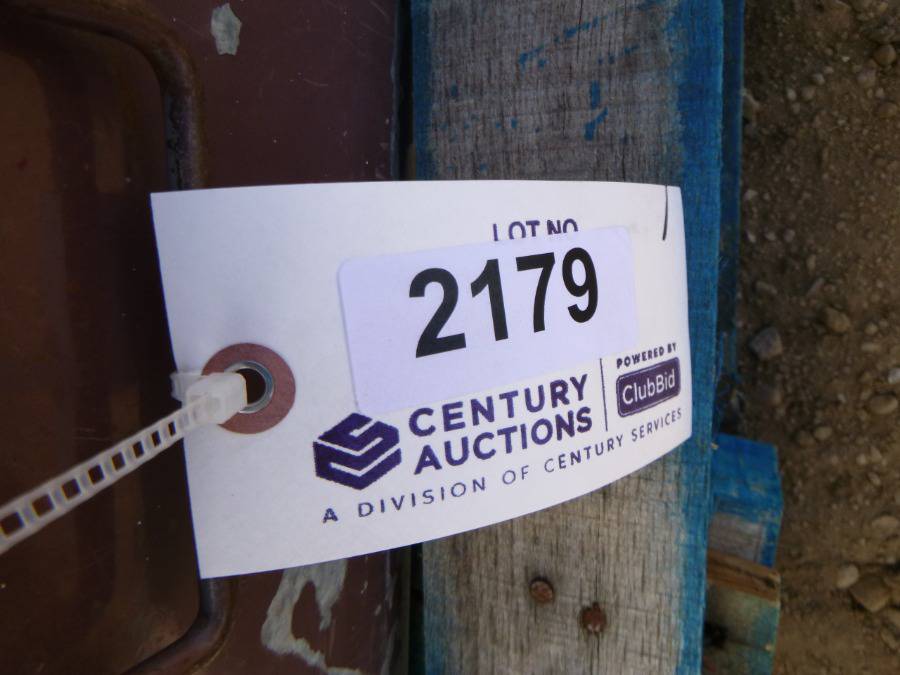 LOT NO
2179
CENTURY
AUCTIONS
POWERED BY
ClubBid
A DIVISION OF CENTURY SERVICES